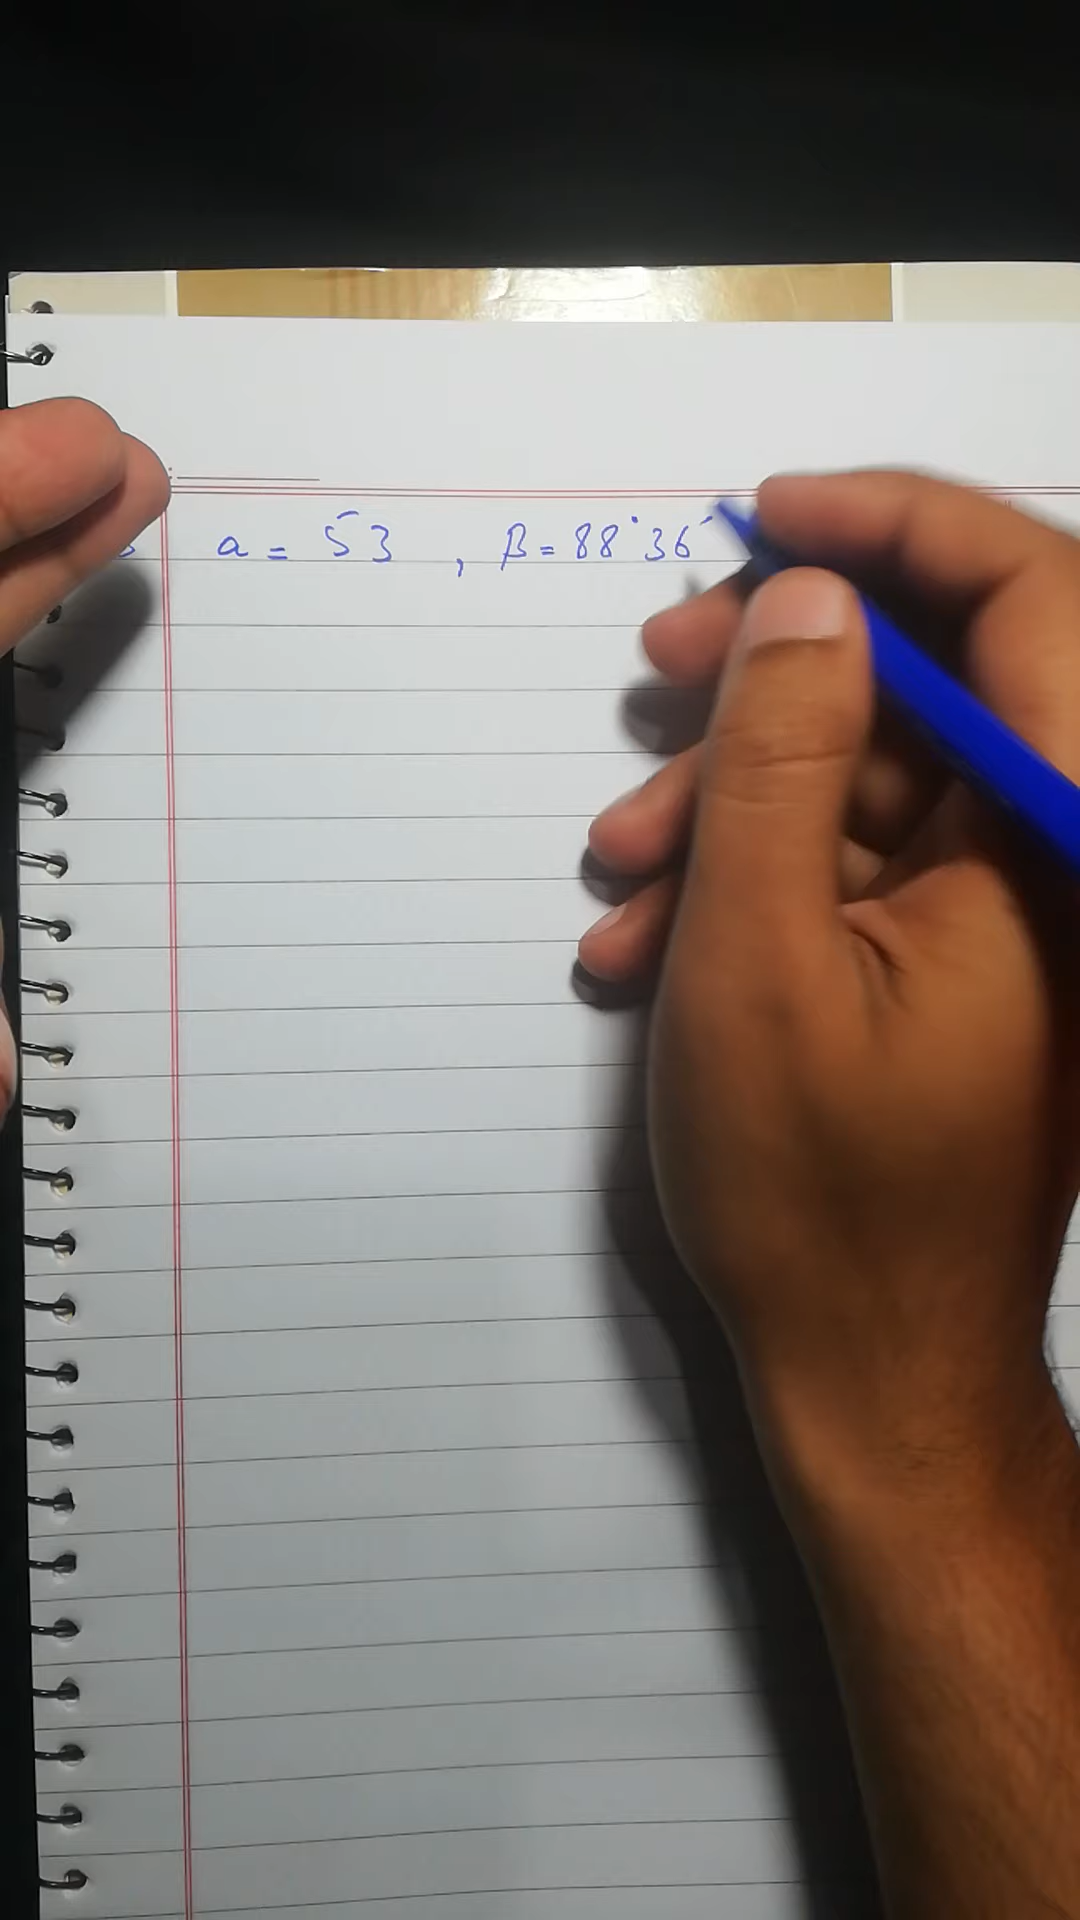 a = 53 , β = 88°36′